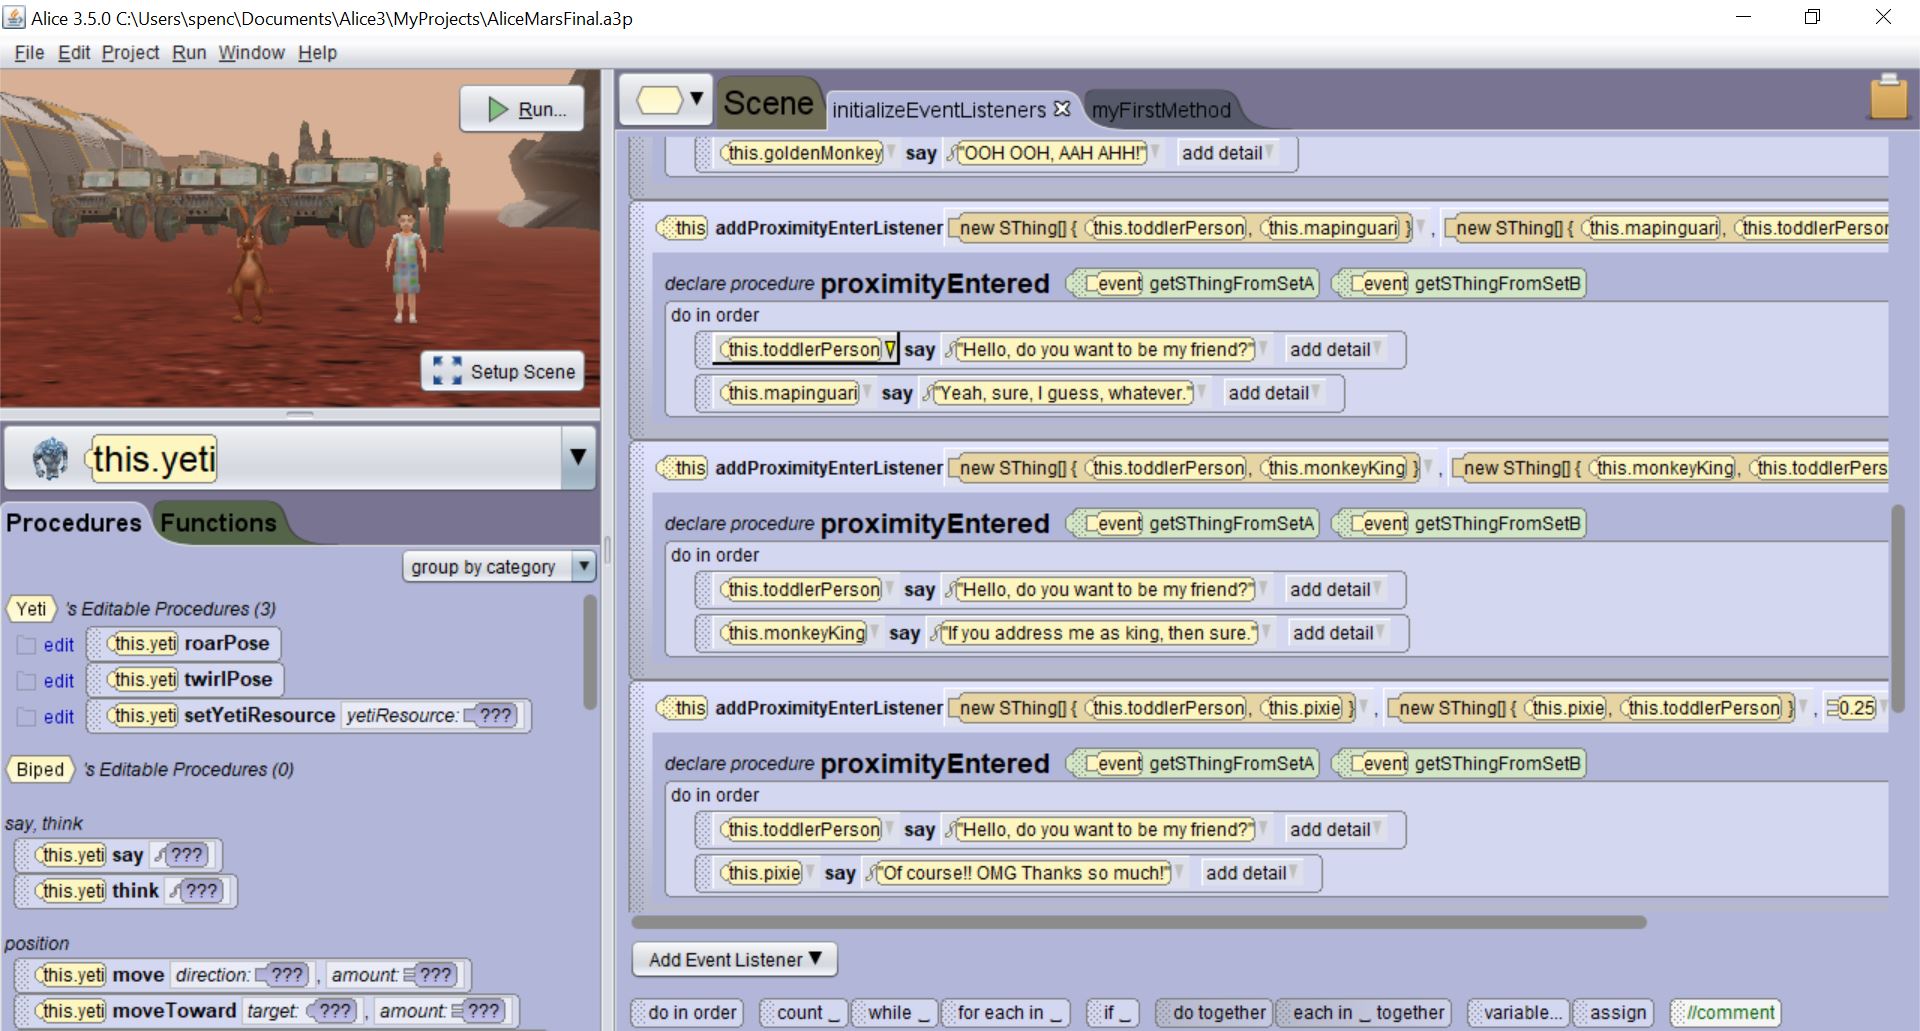 Alice 3.5.0 C:\Users\spenc\Documents\Alice3\MyProjects\AliceMarsFinal.a3p
File Edit Project Run Window Help
Run...
Setup Scene
this.yeti
Procedures Functions
group by category
Yeti 's Editable Procedures (3)
edit this.yeti roarPose
edit this.yeti twirlPose
edit this.yeti setYetiResource yetiResource: ???
Biped 's Editable Procedures (0)
say, think
this.yeti say ???
this.yeti think ???
position
this.yeti move direction: ??? , amount: ???
this.yeti moveToward target: ??? , amount: ???
Scene initializeEventListeners myFirstMethod
this.goldenMonkey say "OOH OOH, AAH AHH!" add detail
this addProximityEnterListener new SThing[] { this.toddlerPerson, this.mapinguari } , new SThing[] { this.mapinguari, this.toddlerPerson
declare procedure proximityEntered event getSThingFromSetA event getSThingFromSetB
do in order
this.toddlerPerson say "Hello, do you want to be my friend?" add detail
this.mapinguari say "Yeah, sure, I guess, whatever." add detail
this addProximityEnterListener new SThing[] { this.toddlerPerson, this.monkeyKing } , new SThing[] { this.monkeyKing, this.toddlerPers
declare procedure proximityEntered event getSThingFromSetA event getSThingFromSetB
do in order
this.toddlerPerson say "Hello, do you want to be my friend?" add detail
this.monkeyKing say "If you address me as king, then sure." add detail
this addProximityEnterListener new SThing[] { this.toddlerPerson, this.pixie } , new SThing[] { this.pixie, this.toddlerPerson } , 0.25
declare procedure proximityEntered event getSThingFromSetA event getSThingFromSetB
do in order
this.toddlerPerson say "Hello, do you want to be my friend?" add detail
this.pixie say "Of course!! OMG Thanks so much!" add detail
Add Event Listener
do in order count _ while _ for each in _ if _ do together each in _ together variable... assign //comment